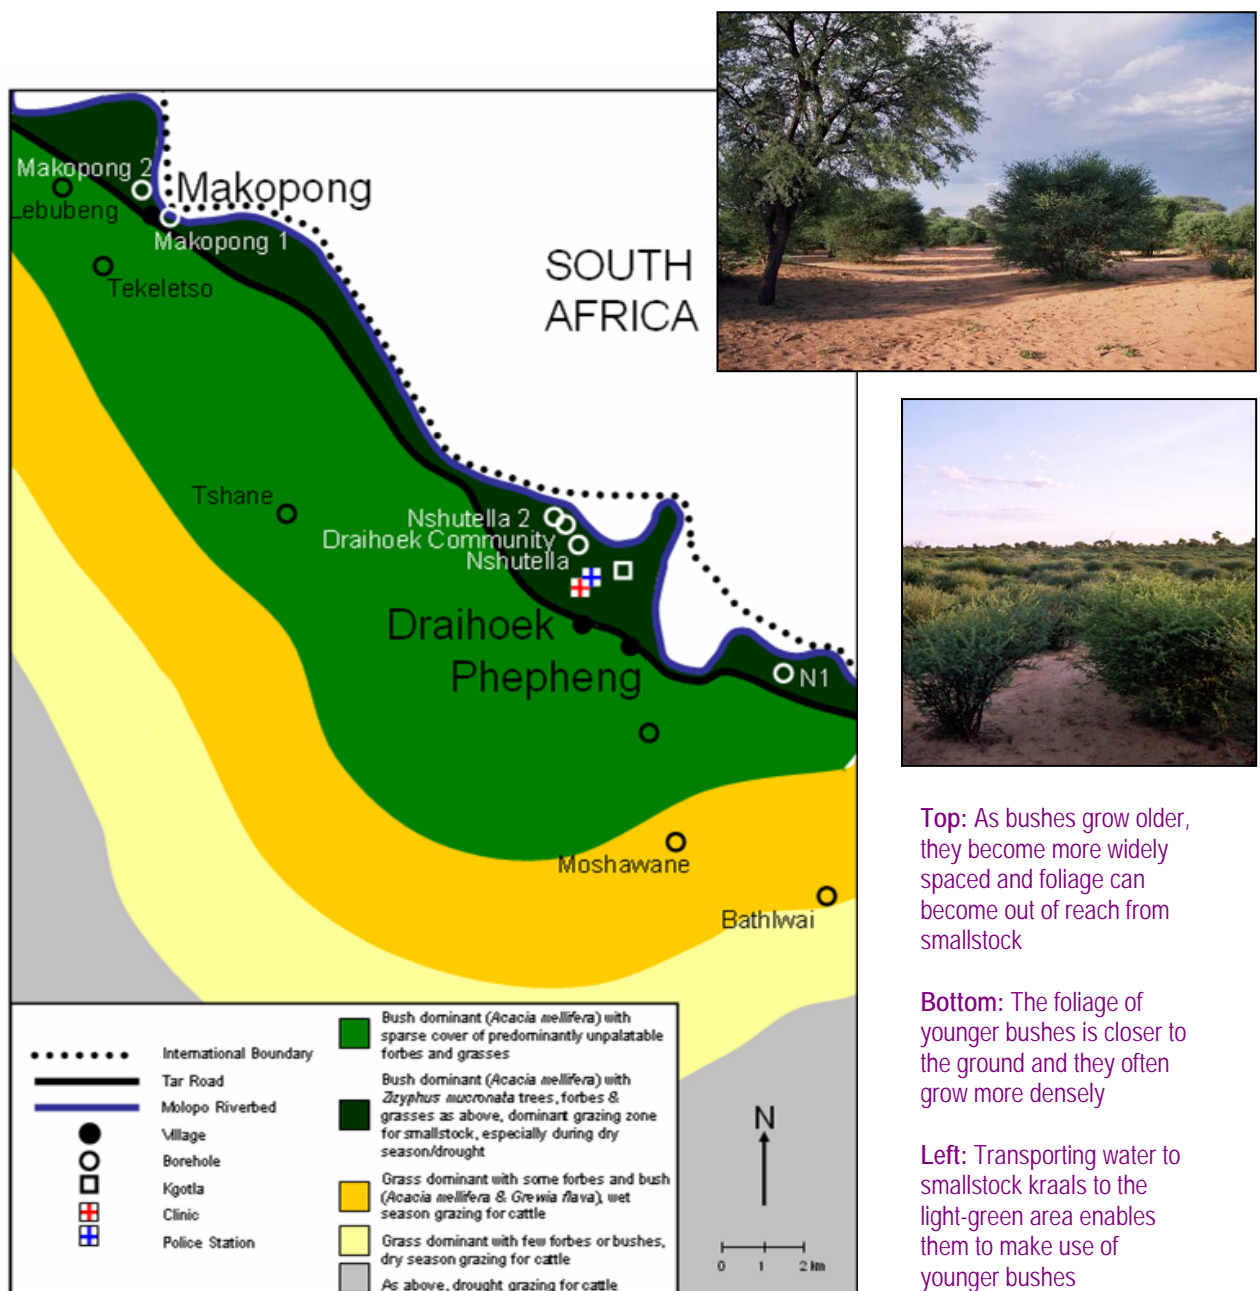 Makopong 2
Makopong
Lebubeng
Makopong 1
Tekeletso
SOUTH
AFRICA
Tshane
Nshutella 2
Draihoek Community
Nshutella
Draihoek
Phepheng
N1
Moshawane
Bathlwai
International Boundary
Tar Road
Molopo Riverbed
Village
Borehole
Kgotla
Clinic
Police Station
Bush dominant (Acacia mellifera) with
sparse cover of predominantly unpalatable
forbes and grasses
Bush dominant (Acacia mellifera) with
Zizyphus mucronata trees, forbes &
grasses as above, dominant grazing zone
for smallstock, especially during dry
season/drought
Grass dominant with some forbes and bush
(Acacia mellifera & Grewia flava), wet
season grazing for cattle
Grass dominant with few forbes or bushes,
dry season grazing for cattle
As above, drought grazing for cattle
N
0 1 2 km
Top: As bushes grow older,
they become more widely
spaced and foliage can
become out of reach from
smallstock
Bottom: The foliage of
younger bushes is closer to
the ground and they often
grow more densely
Left: Transporting water to
smallstock kraals to the
light-green area enables
them to make use of
younger bushes